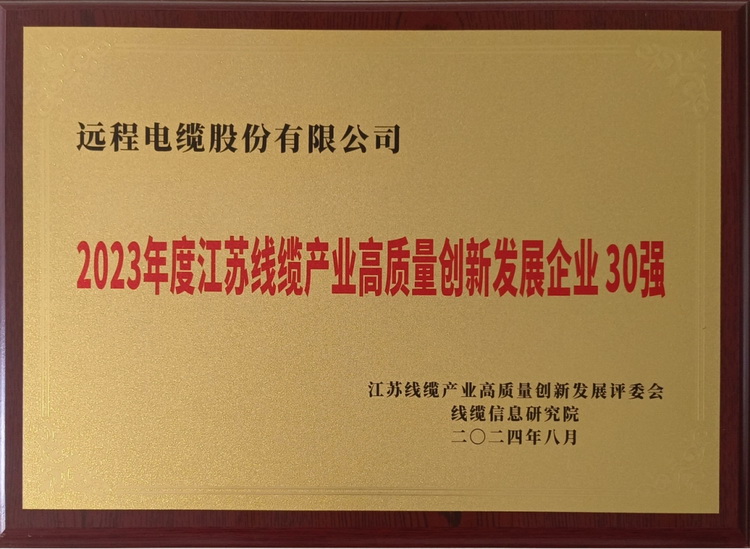 远程电缆股份有限公司
2023年度江苏线缆产业高质量创新发展企业30强
江苏线缆产业高质量创新发展评委会
线缆信息研究院
二〇二四年八月